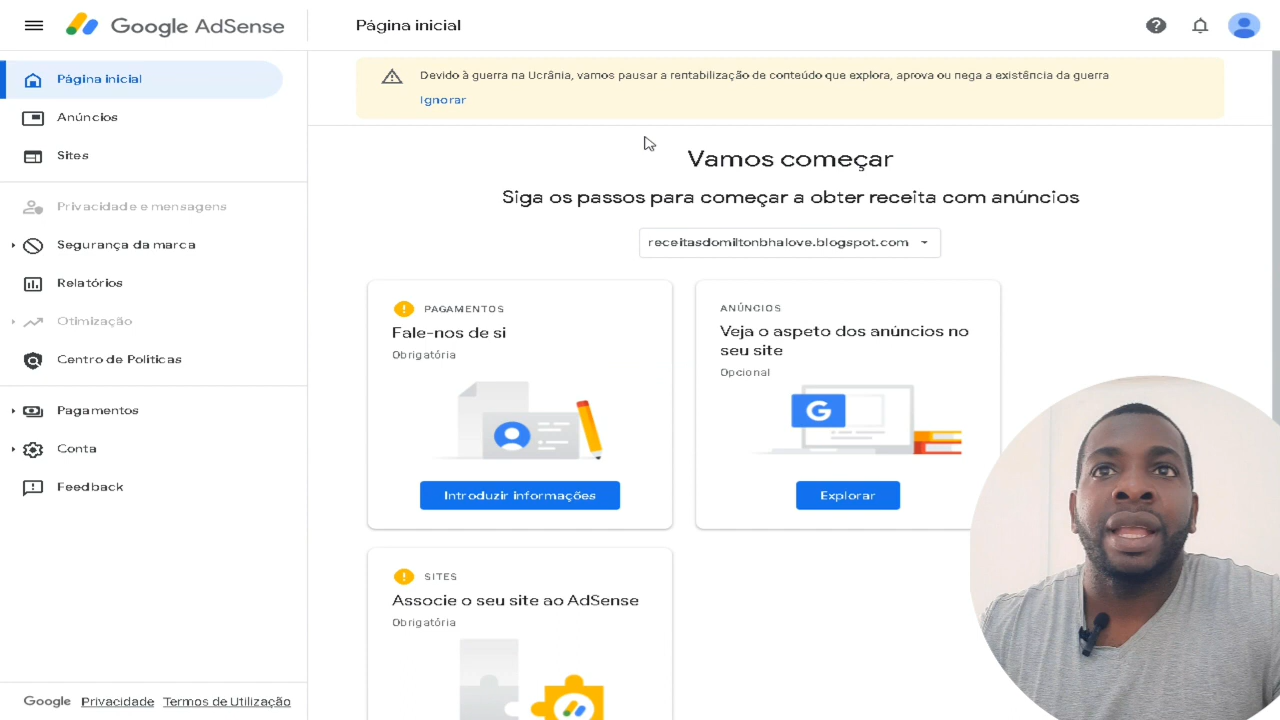 Google AdSense
Página inicial
Página inicial
Anúncios
Sites
Privacidade e mensagens
Segurança da marca
Relatórios
Otimização
Centro de Políticas
Pagamentos
Conta
Feedback
Google Privacidade Termos de Utilização
Devido à guerra na Ucrânia, vamos pausar a rentabilização de conteúdo que explora, aprova ou nega a existência da guerra
Ignorar
Vamos começar
Siga os passos para começar a obter receita com anúncios
receitasdomiltonbhalove.blogspot.com
PAGAMENTOS
Fale-nos de si
Obrigatória
Introduzir informações
ANÚNCIOS
Veja o aspeto dos anúncios no
seu site
Opcional
G
Explorar
SITES
Associe o seu site ao AdSense
Obrigatória